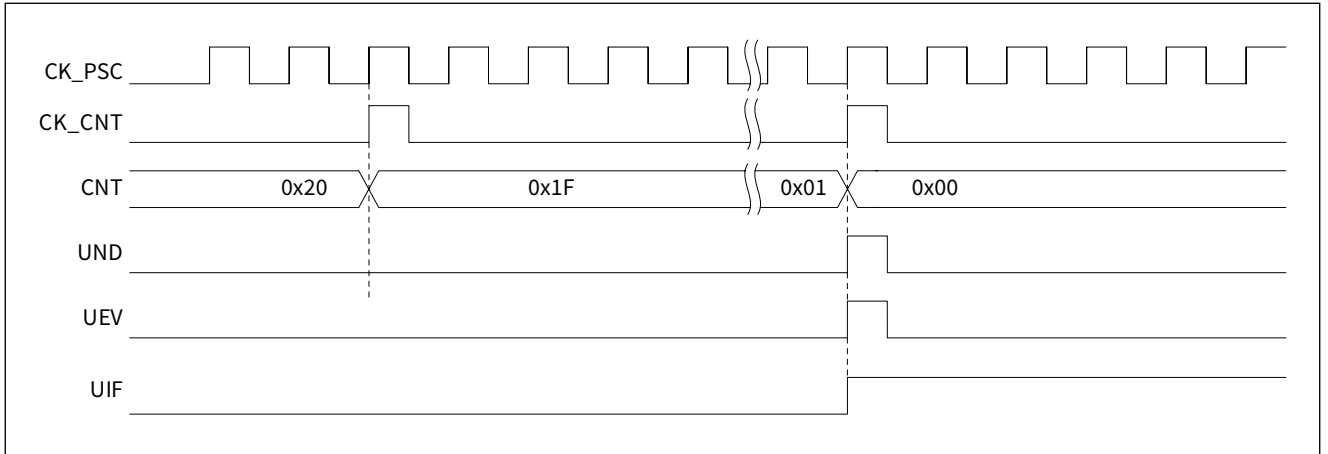 CK_PSC
CK_CNT
CNT 0x20 0x1F 0x01 0x00
UND
UEV
UIF